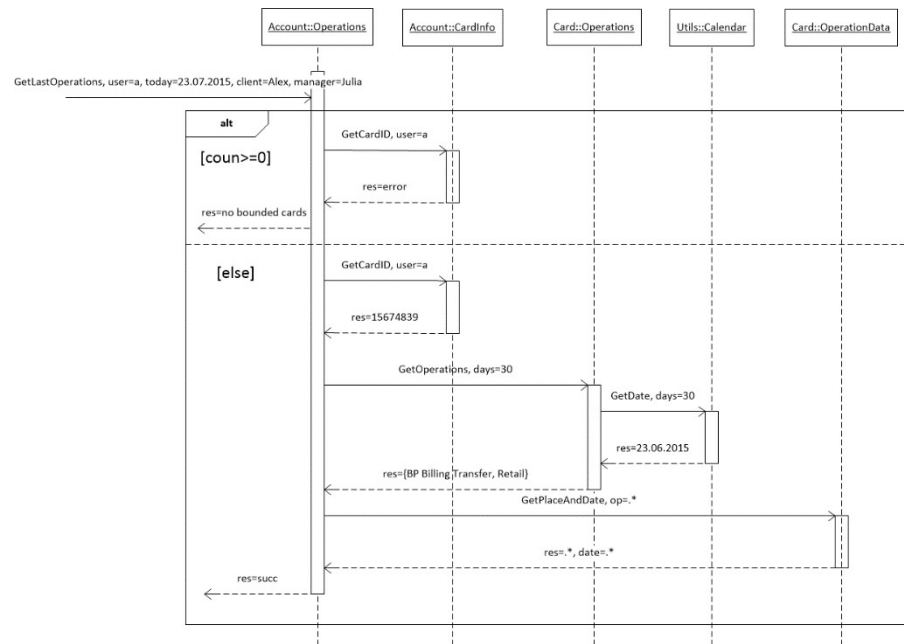 Account::Operations
Account::CardInfo
Card::Operations
Utils::Calendar
Card::OperationData
GetLastOperations, user=a, today=23.07.2015, client=Alex, manager=Julia
alt
GetCardID, user=a
[coun>=0]
res=error
res=no bounded cards
[else]
GetCardID, user=a
res=15674839
GetOperations, days=30
GetDate, days=30
res=23.06.2015
res={BP Billing Transfer, Retail}
GetPlaceAndDate, op=.*
res=.*, date=.*
res=succ